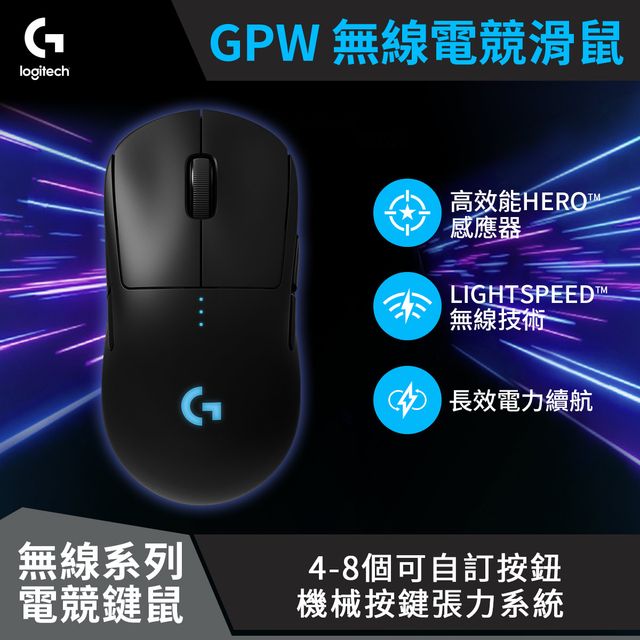 logitech
GPW 無線電競滑鼠
高效能HERO™
感應器
LIGHTSPEED™
無線技術
長效電力續航
無線系列
電競鍵鼠
4-8個可自訂按鈕
機械按鍵張力系統